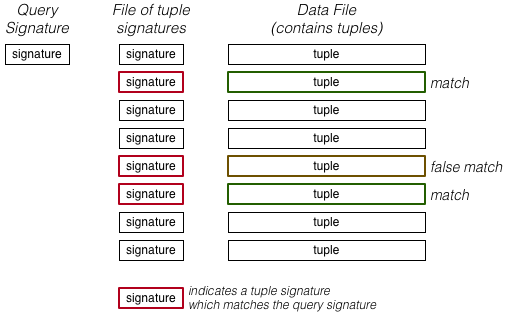 Query
Signature
File of tuple
signatures
Data File
(contains tuples)
signature signature tuple
signature tuple match
signature tuple
signature tuple
signature tuple false match
signature tuple match
signature tuple
signature tuple
signature indicates a tuple signature
which matches the query signature